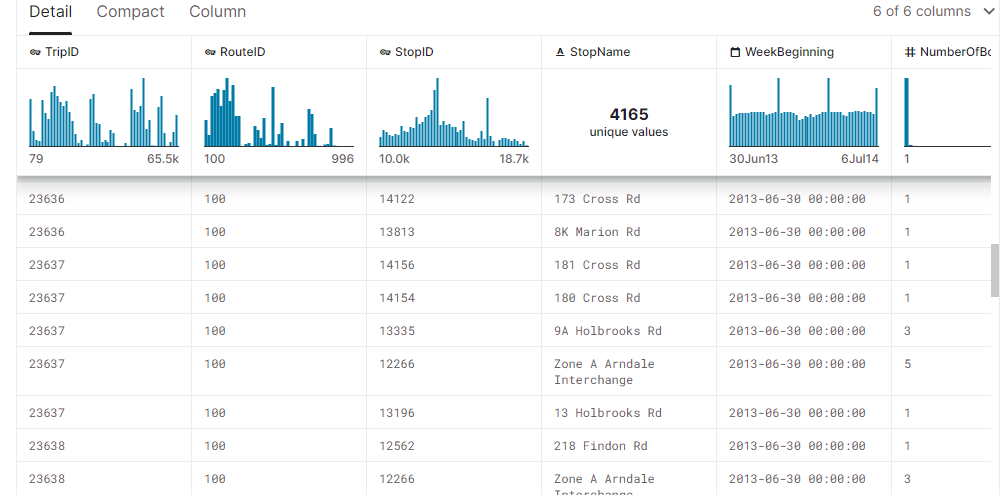 Detail Compact Column 6 of 6 columns
TripID RouteID StopID StopName WeekBeginning NumberOfBo
4165
unique values
79 65.5k 100 996 10.0k 18.7k 30Jun13 6Jul14 1
23636 100 14122 173 Cross Rd 2013-06-30 00:00:00 1
23636 100 13813 8K Marion Rd 2013-06-30 00:00:00 1
23637 100 14156 181 Cross Rd 2013-06-30 00:00:00 1
23637 100 14154 180 Cross Rd 2013-06-30 00:00:00 1
23637 100 13335 9A Holbrooks Rd 2013-06-30 00:00:00 3
23637 100 12266 Zone A Arndale 2013-06-30 00:00:00 5
Interchange
23637 100 13196 13 Holbrooks Rd 2013-06-30 00:00:00 1
23638 100 12562 218 Findon Rd 2013-06-30 00:00:00 1
23638 100 12266 Zone A Arndale 2013-06-30 00:00:00 3
Interchange